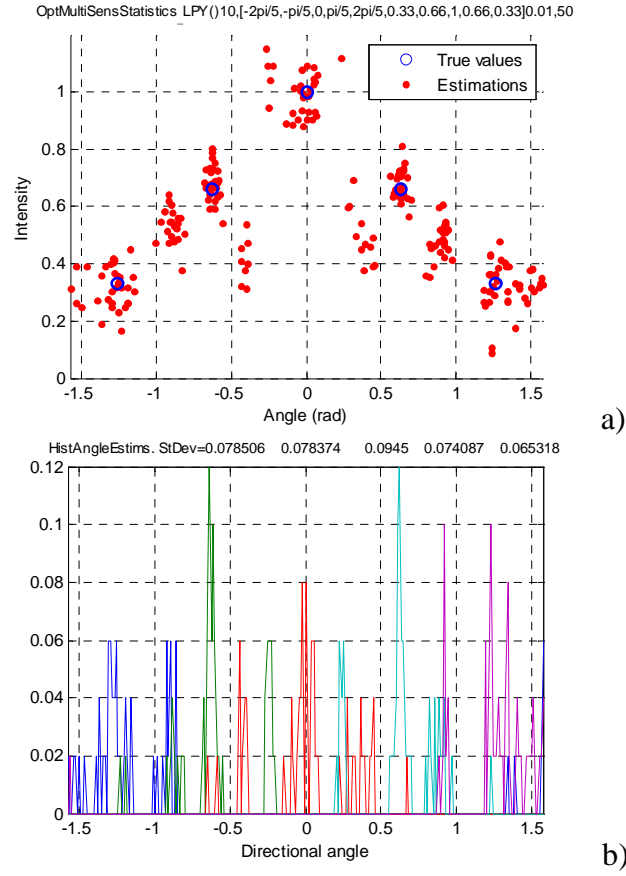 OptMultiSensStatistics_LPY()10,[-2pi/5,-pi/5,0,pi/5,2pi/5,0.33,0.66,1,0.66,0.33]0.01,50
True values
Estimations
1
0.8
0.6
0.4
0.2
0
Intensity
-1.5 -1 -0.5 0 0.5 1 1.5
Angle (rad)
a)
HistAngleEstims. StDev=0.078506 0.078374 0.0945 0.074087 0.065318
0.12
0.1
0.08
0.06
0.04
0.02
0
-1.5 -1 -0.5 0 0.5 1 1.5
Directional angle
b)